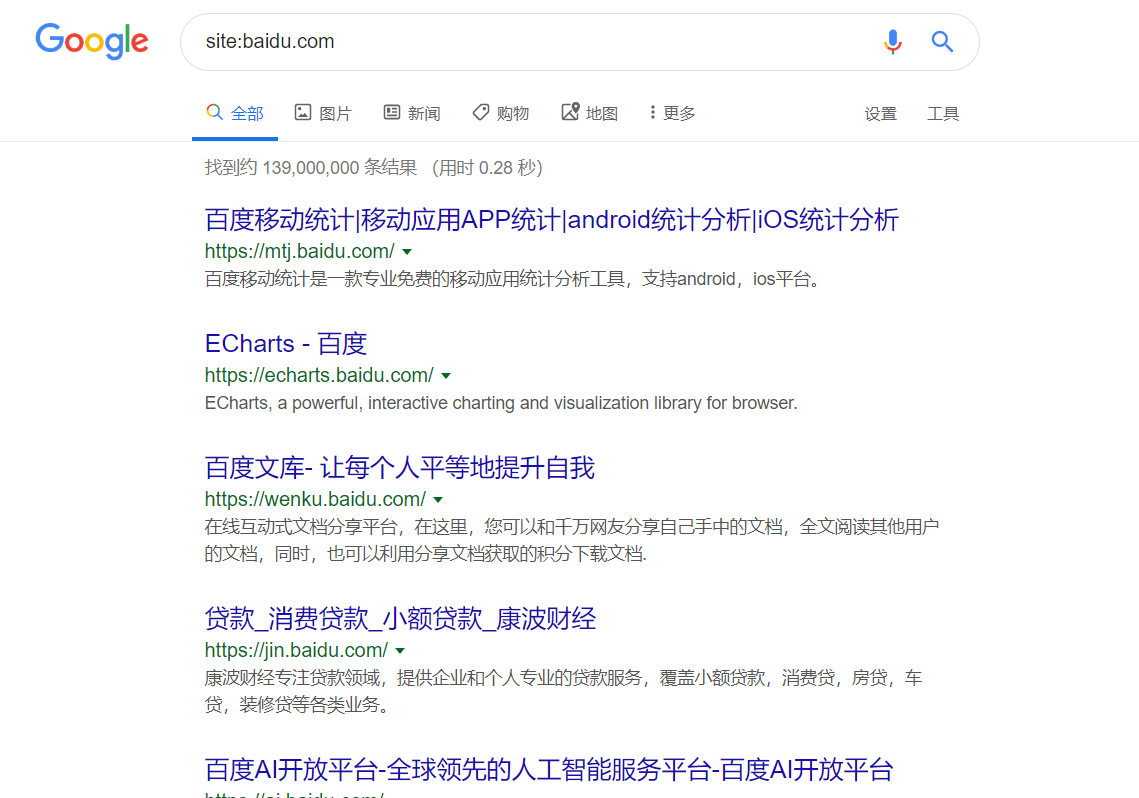 Google
site:baidu.com
全部 图片 新闻 购物 地图 更多 设置 工具
找到约 139,000,000 条结果 （用时 0.28 秒）
百度移动统计|移动应用APP统计|android统计分析|iOS统计分析
https://mtj.baidu.com/
百度移动统计是一款专业免费的移动应用统计分析工具，支持android，ios平台。
ECharts - 百度
https://echarts.baidu.com/
ECharts, a powerful, interactive charting and visualization library for browser.
百度文库- 让每个人平等地提升自我
https://wenku.baidu.com/
在线互动式文档分享平台，在这里，您可以和千万网友分享自己手中的文档，全文阅读其他用户
的文档，同时，也可以利用分享文档获取的积分下载文档.
贷款_消费贷款_小额贷款_康波财经
https://jin.baidu.com/
康波财经专注贷款领域，提供企业和个人专业的贷款服务，覆盖小额贷款，消费贷，房贷，车
贷，装修贷等各类业务。
百度AI开放平台-全球领先的人工智能服务平台-百度AI开放平台
https://ai.baidu.com/